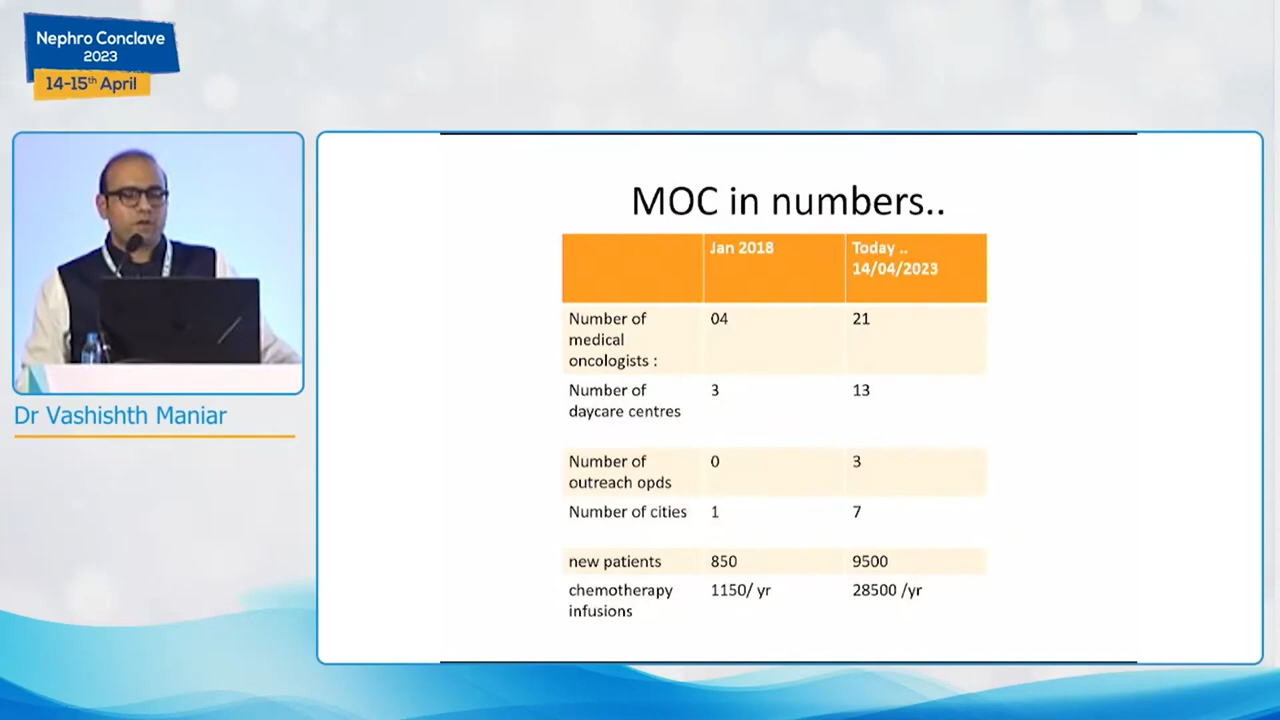 Nephro Conclave
2023
14-15th April
Dr Vashishth Maniar
MOC in numbers..
Jan 2018
Today ..
14/04/2023
Number of
medical
oncologists :
04
21
Number of
daycare centres
3
13
Number of
outreach opds
0
3
Number of cities
1
7
new patients
850
9500
chemotherapy
infusions
1150/ yr
28500 /yr